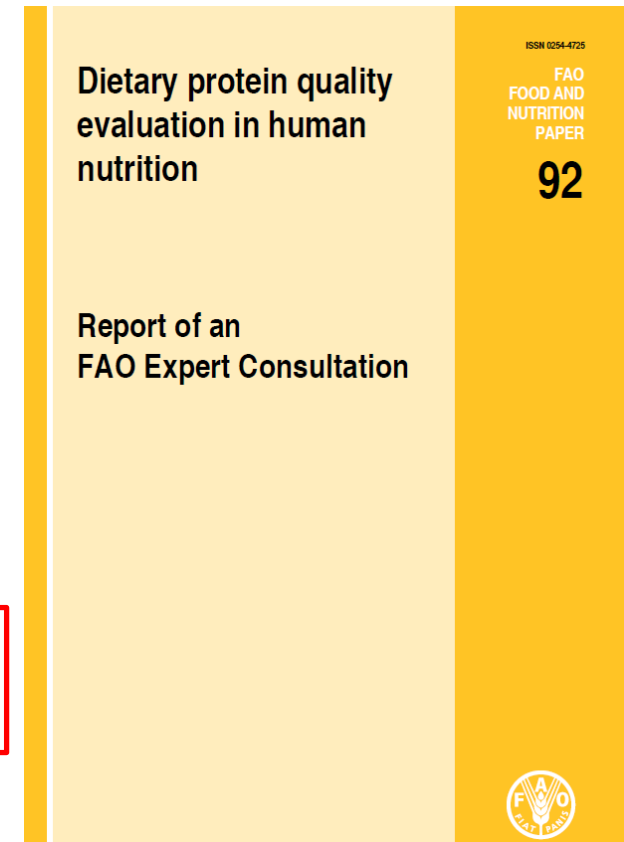 ISSN 0254-4725
FAO
FOOD AND
NUTRITION
PAPER
92
Dietary protein quality
evaluation in human
nutrition
Report of an
FAO Expert Consultation
F A O
FIAT PANIS